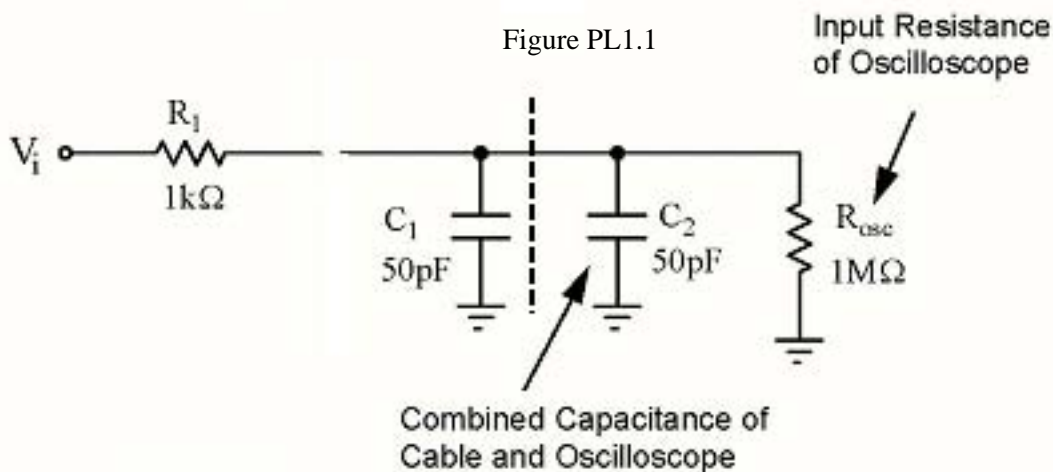 Figure PL1.1
Input Resistance
of Oscilloscope
R₁
Vᵢ
1kΩ
C₁
50pF
C₂
50pF
Rₒₛc
1MΩ
Combined Capacitance of
Cable and Oscilloscope